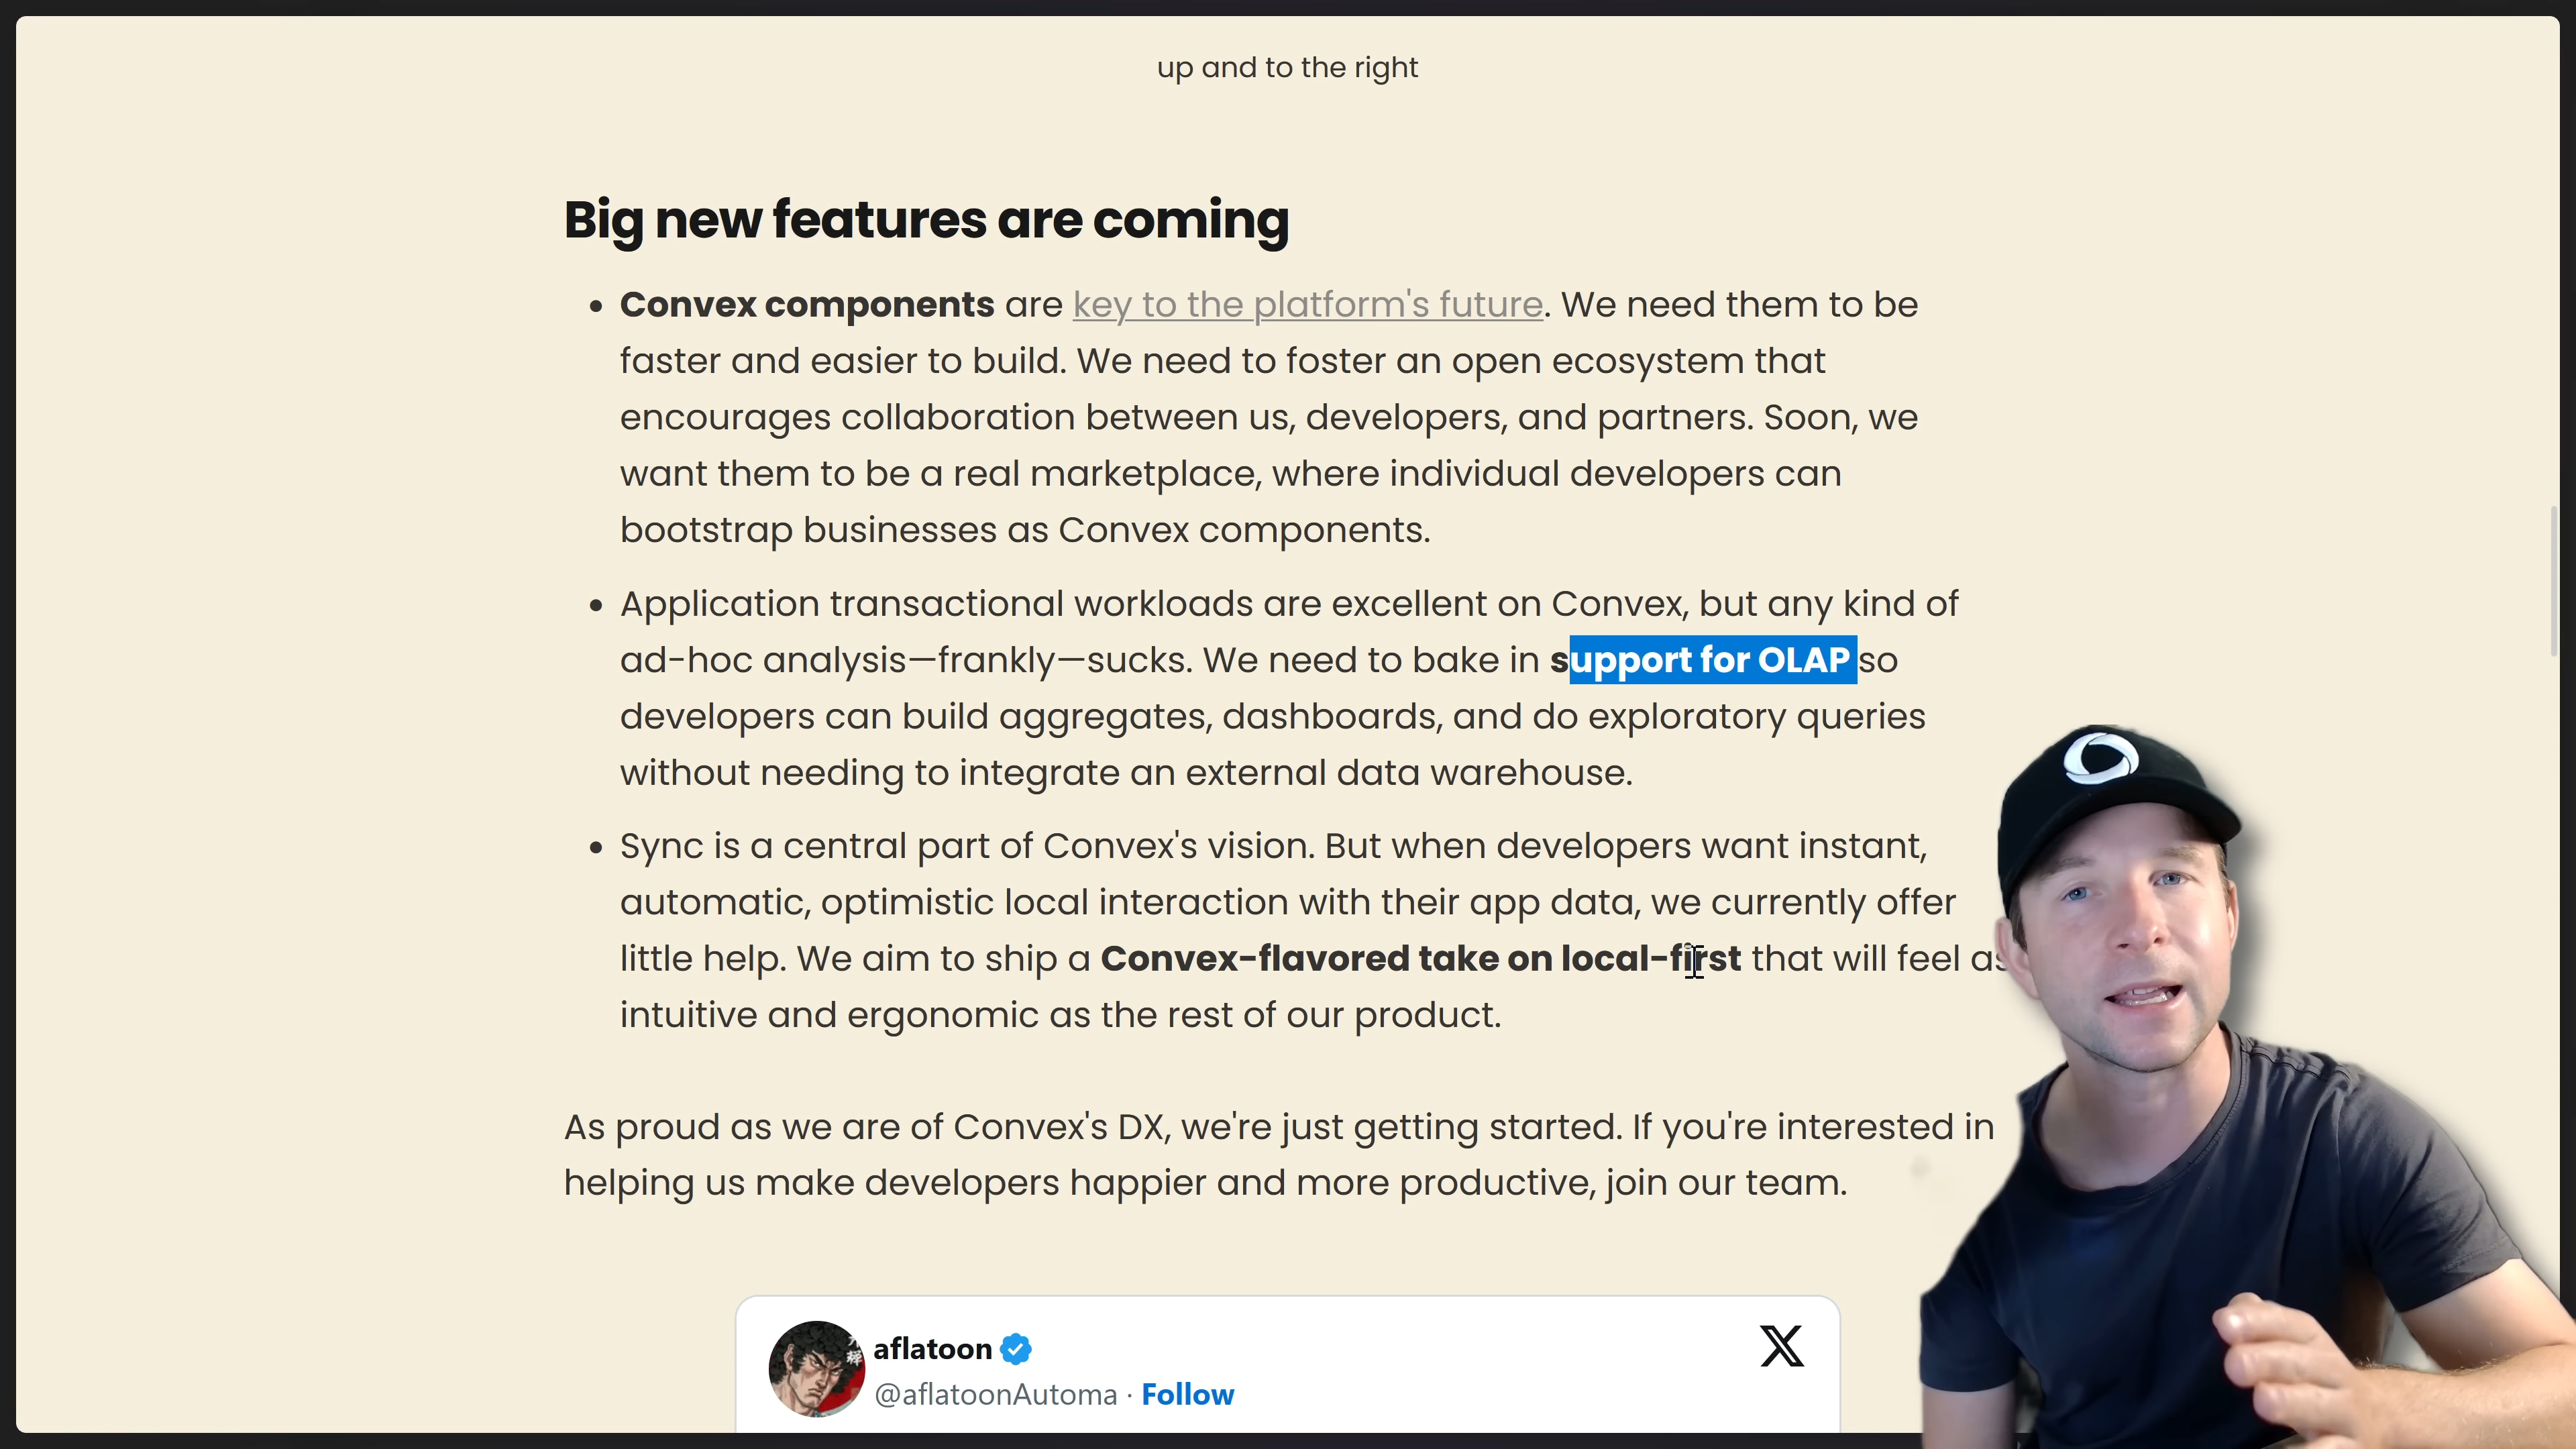 up and to the right
Big new features are coming
• Convex components are key to the platform's future. We need them to be
faster and easier to build. We need to foster an open ecosystem that
encourages collaboration between us, developers, and partners. Soon, we
want them to be a real marketplace, where individual developers can
bootstrap businesses as Convex components.
• Application transactional workloads are excellent on Convex, but any kind of
ad-hoc analysis—frankly—sucks. We need to bake in support for OLAP so
developers can build aggregates, dashboards, and do exploratory queries
without needing to integrate an external data warehouse.
• Sync is a central part of Convex's vision. But when developers want instant,
automatic, optimistic local interaction with their app data, we currently offer
little help. We aim to ship a Convex-flavored take on local-first that will feel as
intuitive and ergonomic as the rest of our product.
As proud as we are of Convex's DX, we're just getting started. If you're interested in
helping us make developers happier and more productive, join our team.
aflatoon
@aflatoonAutoma · Follow